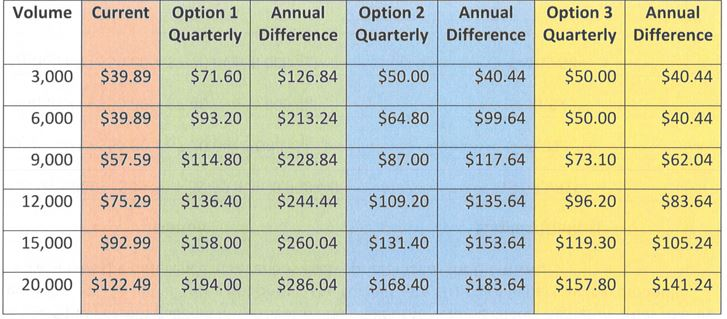 Volume Current Option 1 Quarterly Annual Difference Option 2 Quarterly Annual Difference Option 3 Quarterly Annual Difference
3,000 $39.89 $71.60 $126.84 $50.00 $40.44 $50.00 $40.44
6,000 $39.89 $93.20 $213.24 $64.80 $99.64 $50.00 $40.44
9,000 $57.59 $114.80 $228.84 $87.00 $117.64 $73.10 $62.04
12,000 $75.29 $136.40 $244.44 $109.20 $135.64 $96.20 $83.64
15,000 $92.99 $158.00 $260.04 $131.40 $153.64 $119.30 $105.24
20,000 $122.49 $194.00 $286.04 $168.40 $183.64 $157.80 $141.24